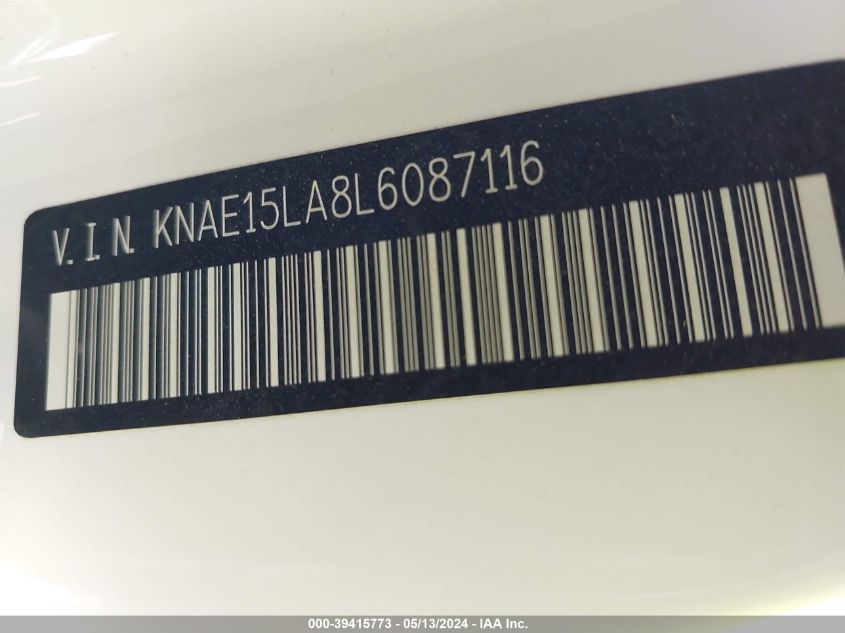 V.I.N. KNAE15LA8L6087116
000-39415773 - 05/13/2024 - IAA Inc.